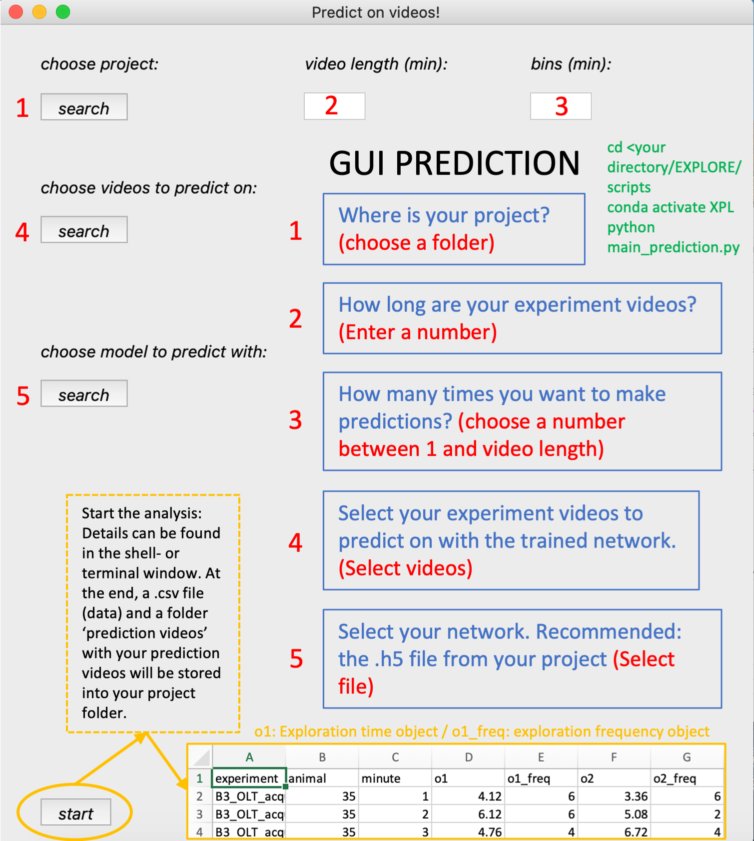 Predict on videos!
choose project:
video length (min):
bins (min):
1
search
2
3
GUI PREDICTION
cd <your
directory/EXPLORE/
scripts
conda activate XPL
python
main_prediction.py
choose videos to predict on:
4
search
1
Where is your project?
(choose a folder)
2
How long are your experiment videos?
(Enter a number)
choose model to predict with:
5
search
3
How many times you want to make
predictions? (choose a number
between 1 and video length)
4
Select your experiment videos to
predict on with the trained network.
(Select videos)
Start the analysis:
Details can be found
in the shell- or
terminal window. At
the end, a .csv file
(data) and a folder
‘prediction videos’
with your prediction
videos will be stored
into your project
folder.
5
Select your network. Recommended:
the .h5 file from your project (Select
file)
o1: Exploration time object / o1_freq: exploration frequency object
A B C D E F G
1 experiment animal minute o1 o1_freq o2 o2_freq
2 B3_OLT_acq 35 1 4.12 6 3.36 6
3 B3_OLT_acq 35 2 6.12 6 5.08 2
4 B3_OLT_acq 35 3 4.76 4 6.72 4
start